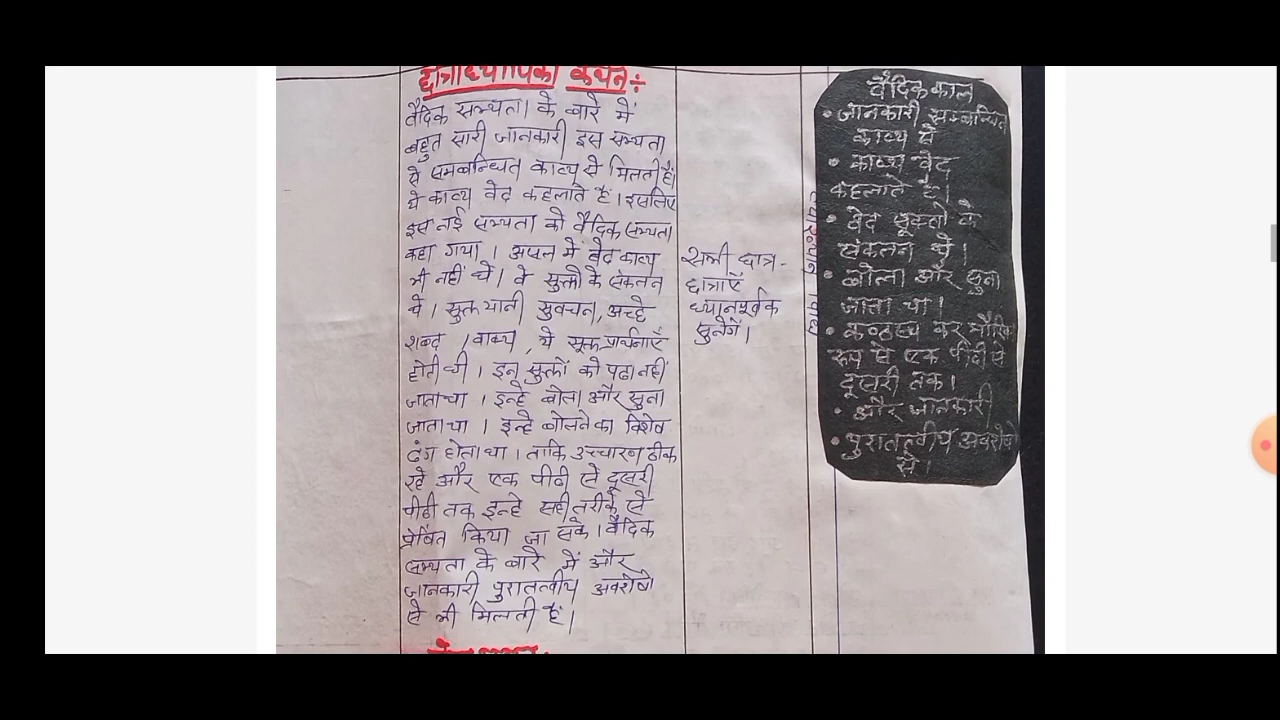 छात्राध्यापिका कथन÷
वैदिक सभ्यता के बारे में
बहुत सारी जानकारी इस सभ्यता
से सम्बन्धित काव्य से मिलती है।
ये काव्य वेद कहलाते हैं। इसलिए
इस नई सभ्यता को वैदिक सभ्यता
कहा गया। असल में वेद काव्य
भी नहीं थे। वे सुक्तो के संकलन
थे। सुक्त यानी सुवचन, अच्छे
शब्द, वाक्य, ये सूक्त प्रार्थनाएँ
होती थी। इन सुक्तों को पढा नहीं
जाता था। इन्हे बोला और सुना
जाता था। इन्हे बोलने का विशेष
ढंग होता था। ताकि उच्चारण ठीक
रहे और एक पीढी से दूसरी
पीढी तक इन्हे सही तरीके से
प्रेषित किया जा सके। वैदिक
सभ्यता के बारे में और
जानकारी पुरातत्वीय अवशेषो
से भी मिलती है।
सभी छात्र-
छात्राएँ
ध्यानपूर्वक
सुनेगें।
वैदिक काल
• जानकारी सम्बन्धित
काव्य से
• काव्य वेद
कहलाते है।
• वेद सूक्तो के
संकलन थे।
• बोला और सुना
जाता था।
• कण्ठस्थ कर मौखिक
रूप से एक पीढी से
दूसरी तक।
• और जानकारी
• पुरातत्वीय अवशेषो
से।